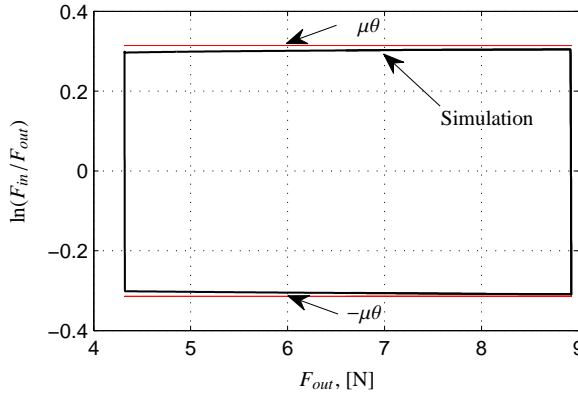 μθ
Simulation
-μθ
ln(F_in/F_out)
0.4
0.2
0
−0.2
−0.4
4 5 6 7 8 9
F_out, [N]